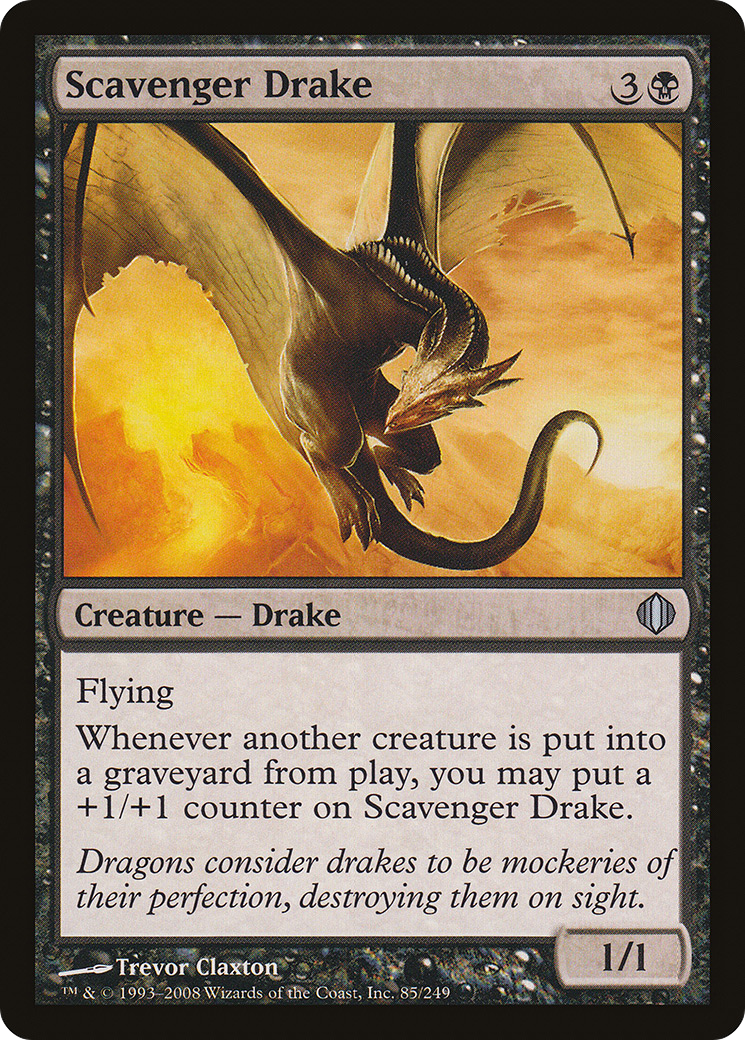 Scavenger Drake 3
Creature — Drake
Flying
Whenever another creature is put into
a graveyard from play, you may put a
+1/+1 counter on Scavenger Drake.
Dragons consider drakes to be mockeries of
their perfection, destroying them on sight.
1/1
Trevor Claxton
™ & © 1993–2008 Wizards of the Coast, Inc. 85/249